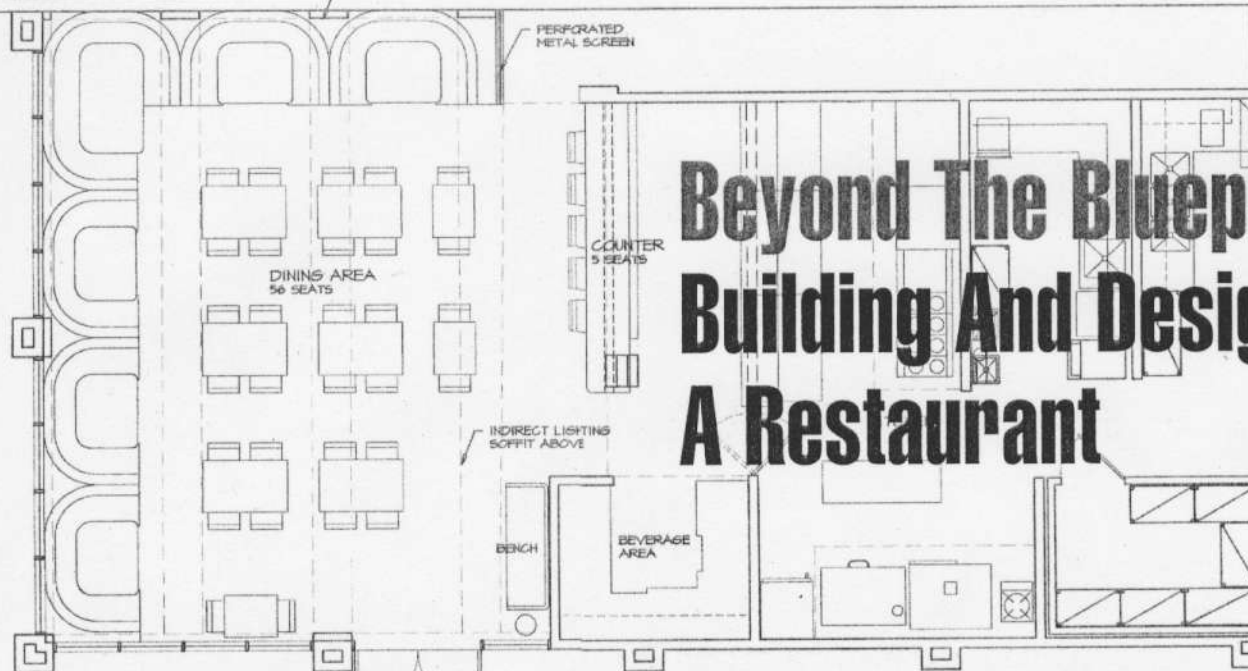 PERFORATED
METAL SCREEN
Beyond The Bluep
Building And Desig
A Restaurant
COUNTER
5 SEATS
DINING AREA
56 SEATS
INDIRECT LIGHTING
SOFFIT ABOVE
BENCH
BEVERAGE
AREA